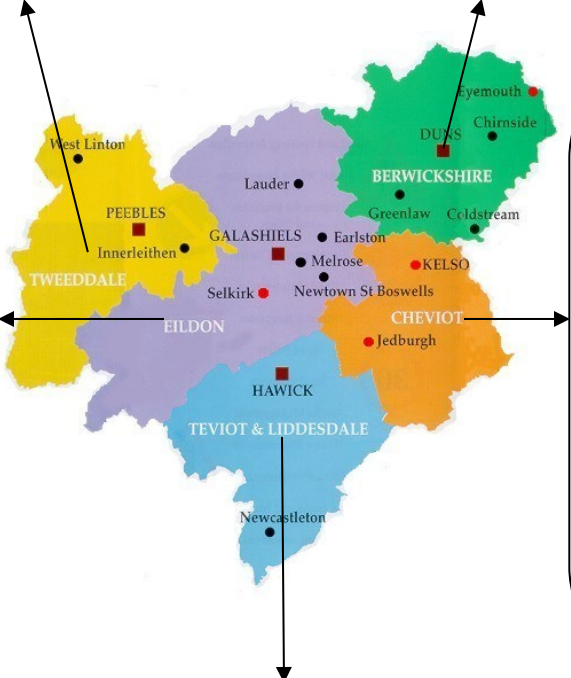 Eyemouth
Chirnside
DUNS
West Linton
BERWICKSHIRE
Lauder
PEEBLES
Greenlaw
Coldstream
GALASHIELS
Earlston
Innerleithen
Melrose
KELSO
TWEEDDALE
Selkirk
Newtown St Boswells
EILDON
CHEVIOT
Jedburgh
HAWICK
TEVIOT & LIDDESDALE
Newcastleton